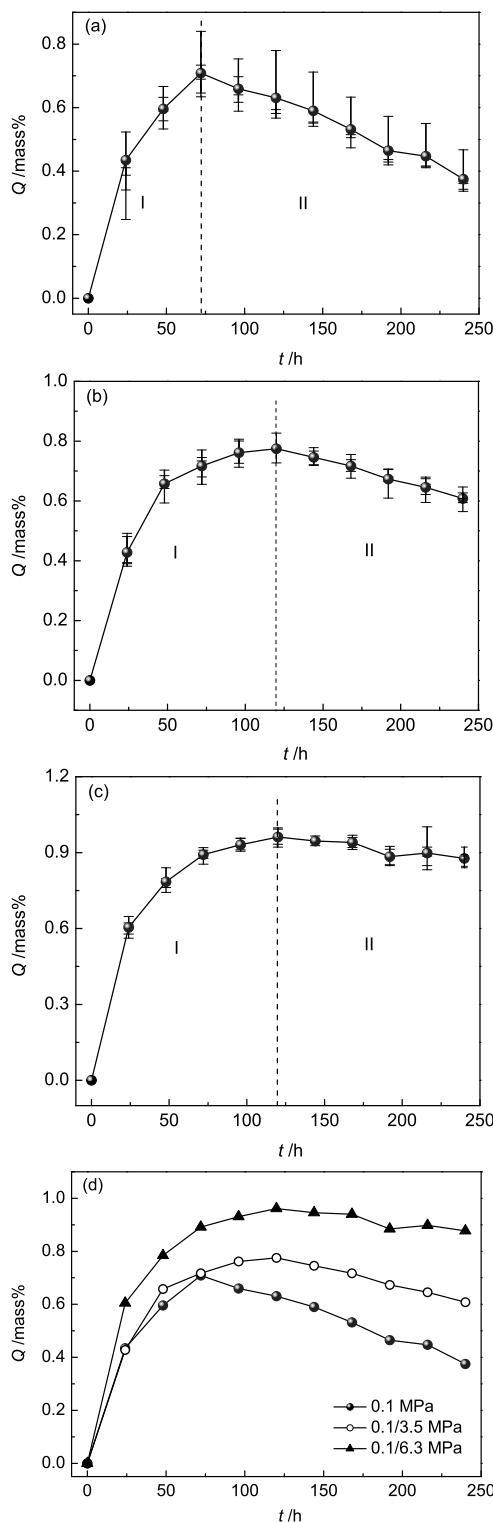 (a)
0.8
0.6
0.4
0.2
0.0
Q /mass%
I
II
0 50 100 150 200 250
t /h
(b)
1.0
0.8
0.6
0.4
0.2
0.0
Q /mass%
I
II
0 50 100 150 200 250
t /h
(c)
1.2
0.9
0.6
0.3
0.0
Q /mass%
I
II
0 50 100 150 200 250
t /h
(d)
1.0
0.8
0.6
0.4
0.2
0.0
Q /mass%
0.1 MPa
0.1/3.5 MPa
0.1/6.3 MPa
0 50 100 150 200 250
t /h